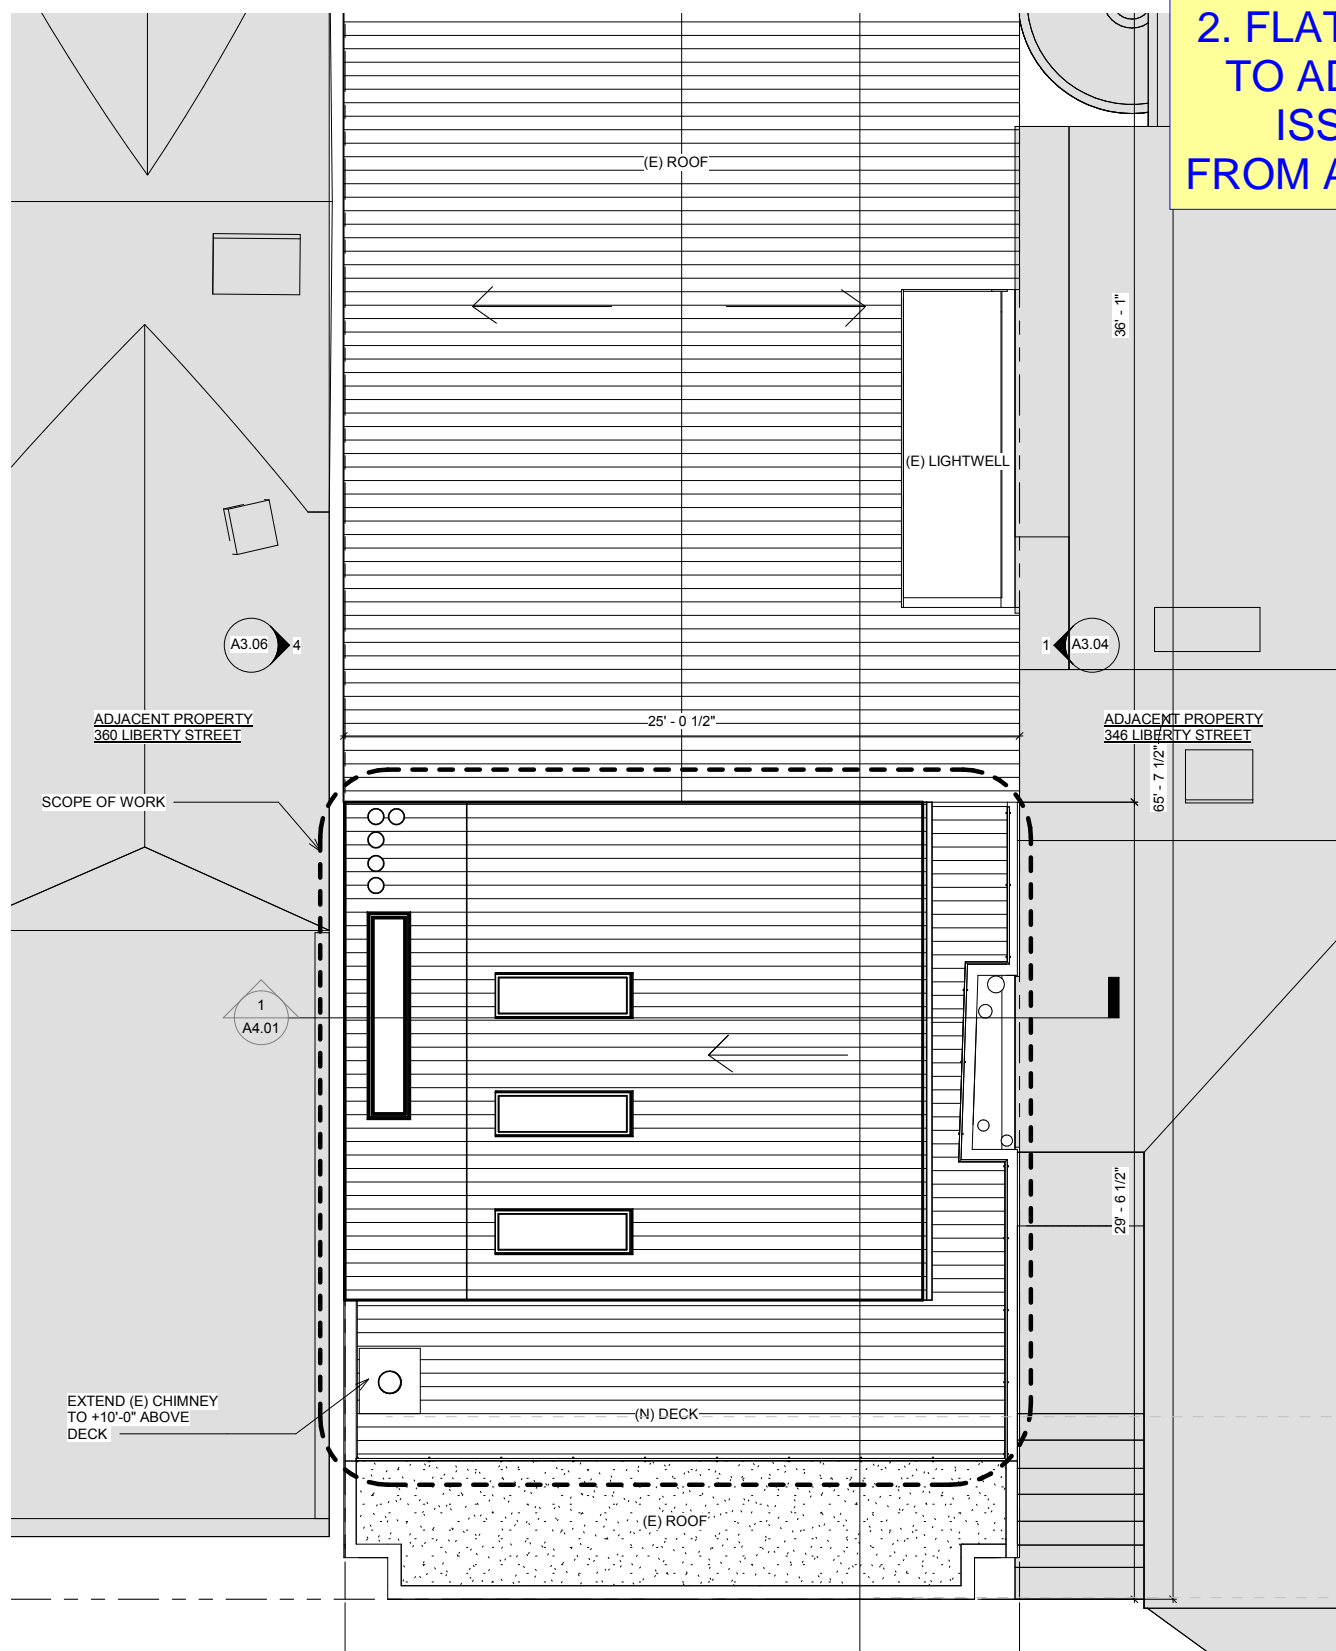 2. FLAT
TO
ISS
FROM A
(E) ROOF
36' - 1"
(E) LIGHTWELL
A3.06
4
1
A3.04
ADJACENT PROPERTY
360 LIBERTY STREET
25' - 0 1/2"
ADJACENT PROPERTY
346 LIBERTY STREET
65' - 7 1/2"
SCOPE OF WORK
1
A4.01
29' - 6 1/2"
EXTEND (E) CHIMNEY
TO +10'-0" ABOVE
DECK
(N) DECK
(E) ROOF